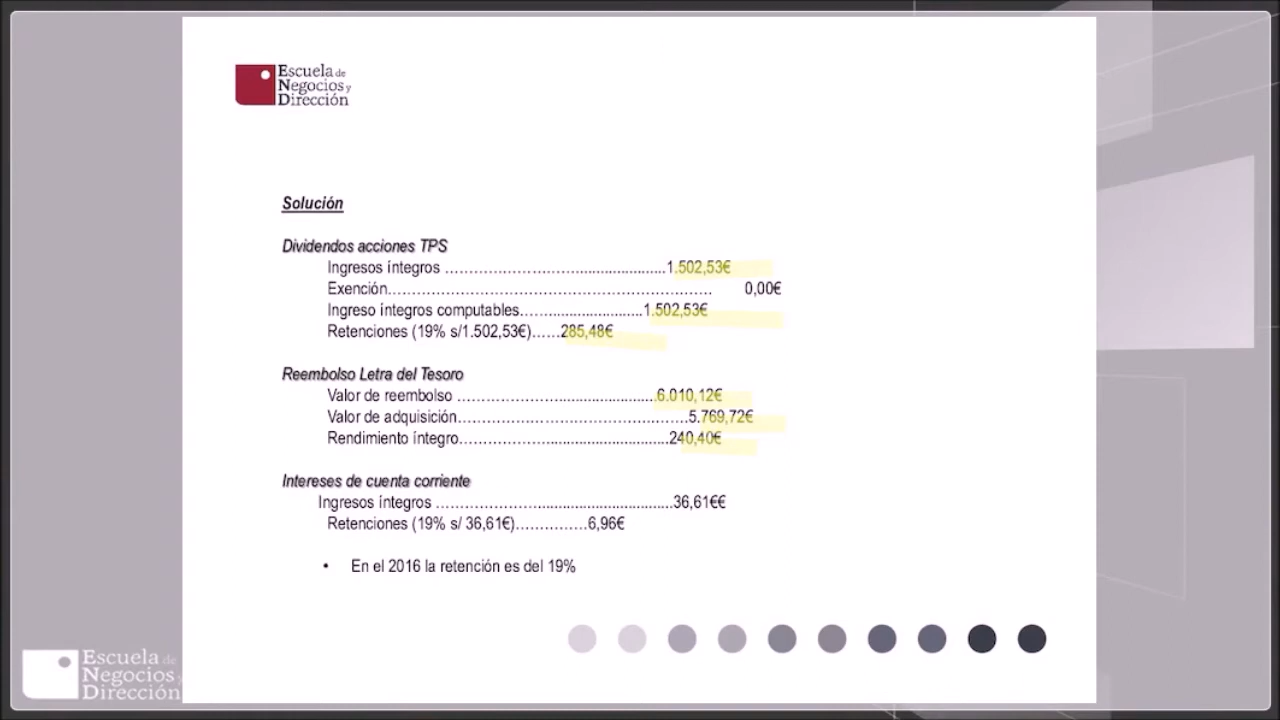 Escuela de
Negocios y
Dirección
Solución
Dividendos acciones TPS
Ingresos íntegros ……………………….....................1.502,53€
Exención…………………………………………………… 0,00€
Ingreso íntegros computables……......................1.502,53€
Retenciones (19% s/1.502,53€)……285,48€
Reembolso Letra del Tesoro
Valor de reembolso …………………........................6.010,12€
Valor de adquisición……………………………………..5.769,72€
Rendimiento íntegro………………..............................240,40€
Intereses de cuenta corriente
Ingresos íntegros …………………..............................36,61€€
Retenciones (19% s/ 36,61€)……………6,96€
• En el 2016 la retención es del 19%
Escuela de
Negocios y
Dirección